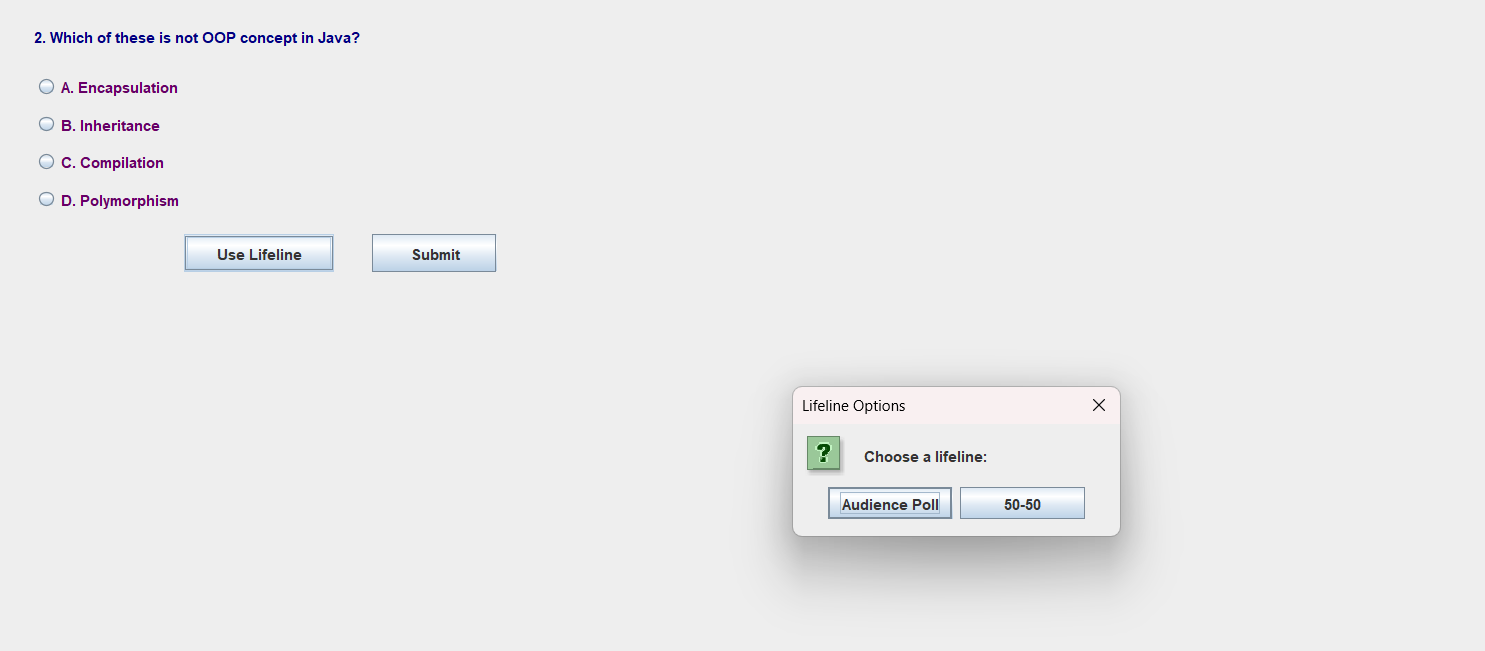 2. Which of these is not OOP concept in Java?
A. Encapsulation
B. Inheritance
C. Compilation
D. Polymorphism
Use Lifeline
Submit
Lifeline Options
?
Choose a lifeline:
Audience Poll
50-50